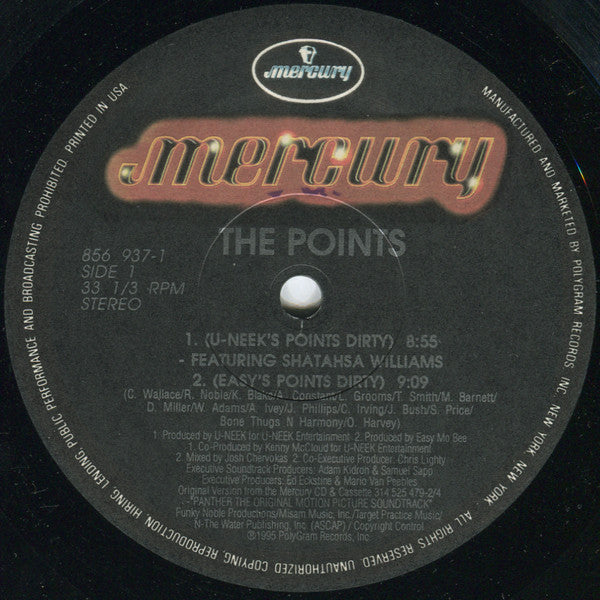 mercury
mercury
THE POINTS
856 937-1
SIDE 1
33 1/3 RPM
STEREO
1. (U-NEEK'S POINTS DIRTY) 8:55
- FEATURING SHATAHSA WILLIAMS
2. (EASY'S POINTS DIRTY) 9:09
(C. Wallace/R. Noble/K. Blake/A. Constant/L. Grooms/T. Smith/M. Barnett/
D. Miller/W. Adams/A. Ivey/J. Phillips/C. Irving/J. Bush/S. Price/
Bone Thugs N Harmony/O. Harvey)
1. Produced by U-NEEK for U-NEEK Entertainment 2. Produced by Easy Mo Bee
1. Co-Produced by Kenny McCloud for U-NEEK Entertainment
2. Mixed by Josh Chervokas 2. Co-Executive Producer: Chris Lighty
Executive Soundtrack Producers: Adam Kidron & Samuel Sapp
Executive Producers: Ed Eckstine & Mario Van Peebles
Original Version from the Mercury CD & Cassette 314 525 479-2/4
"PANTHER THE ORIGINAL MOTION PICTURE SOUNDTRACK"
Funky Noble Productions/Misam Music, Inc./Target Practice Music/
N-The Water Publishing, Inc. (ASCAP) / Copyright Control
℗1995 PolyGram Records, Inc.
MANUFACTURED AND MARKETED BY POLYGRAM RECORDS INC. NEW YORK, NEW YORK. ALL RIGHTS RESERVED. UNAUTHORIZED COPYING REPRODUCTION HIRING, LENDING PUBLIC PERFORMANCE AND BROADCASTING PROHIBITED. PRINTED IN USA